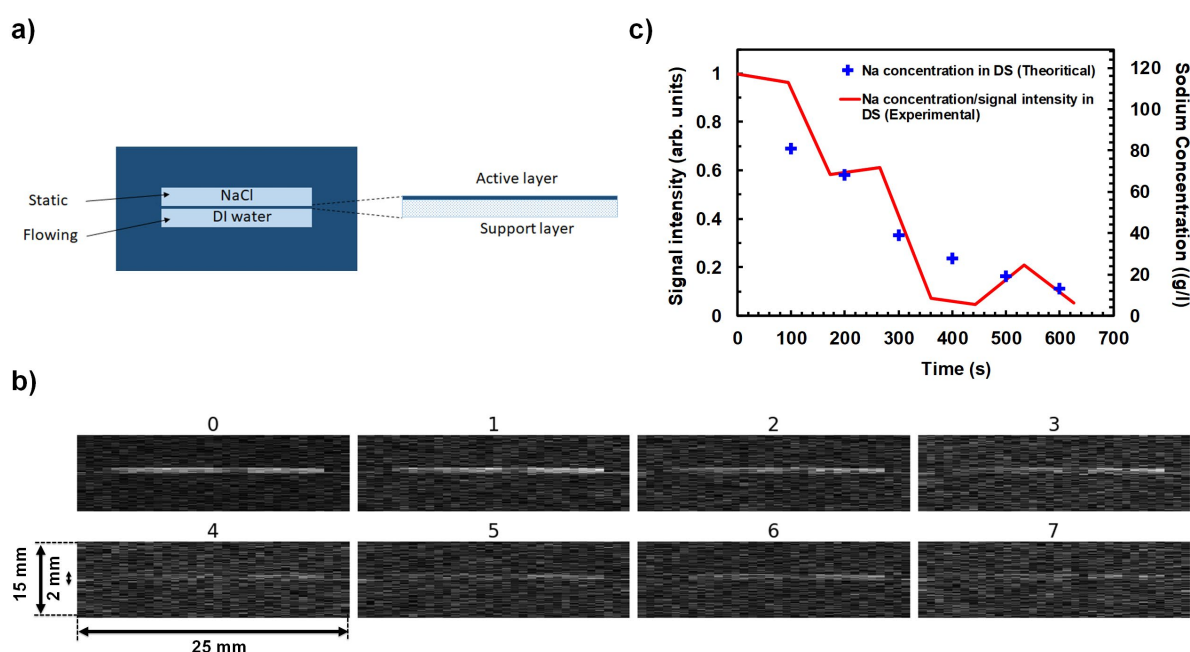 a)
Static
Flowing
NaCl
DI water
Active layer
Support layer
c)
Signal intensity (arb. units)
1
0.8
0.6
0.4
0.2
0
Na concentration in DS (Theoritical)
Na concentration/signal intensity in
DS (Experimental)
120
100
80
60
40
20
0
Sodium Concentration ((g/l)
0 100 200 300 400 500 600 700
Time (s)
b)
0 1 2 3
4 5 6 7
15 mm
2 mm
25 mm